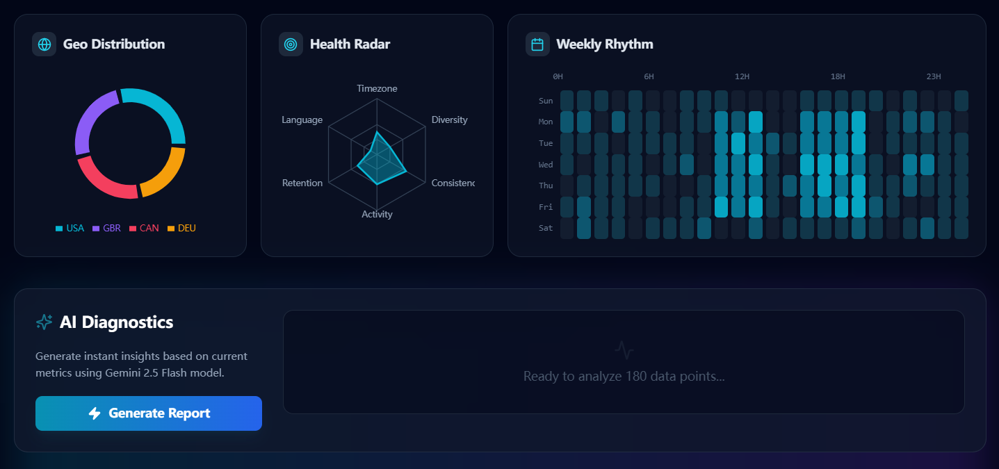 Geo Distribution
USA GBR CAN DEU
Health Radar
Timezone
Language
Diversity
Retention
Consistenc
Activity
Weekly Rhythm
0H 6H 12H 18H 23H
Sun
Mon
Tue
Wed
Thu
Fri
Sat
AI Diagnostics
Generate instant insights based on current
metrics using Gemini 2.5 Flash model.
Generate Report
Ready to analyze 180 data points...